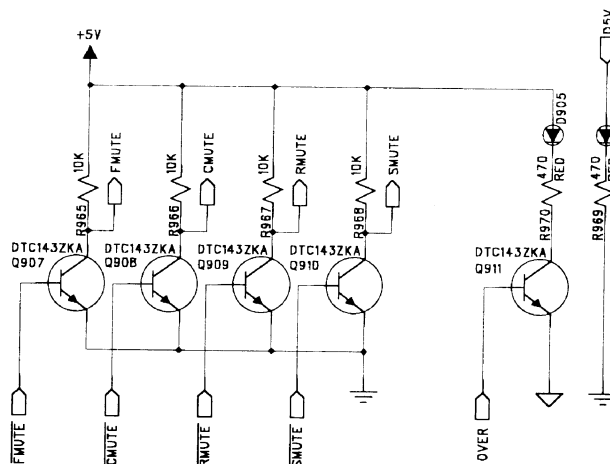 +5V
D5V
D905
10K
FMUTE
10K
CMUTE
10K
RMUTE
10K
SMUTE
470
RED
470
R965
R966
R967
R968
R970
R969
DTC143ZKA
Q907
DTC143ZKA
Q908
DTC143ZKA
Q909
DTC143ZKA
Q910
DTC143ZKA
Q911
FMUTE
CMUTE
RMUTE
SMUTE
OVER